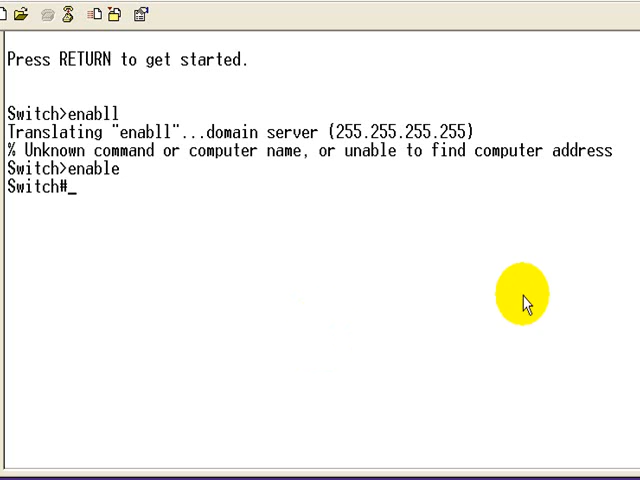 Press RETURN to get started.
Switch>enabll
Translating "enabll"...domain server (255.255.255.255)
% Unknown command or computer name, or unable to find computer address
Switch>enable
Switch#_